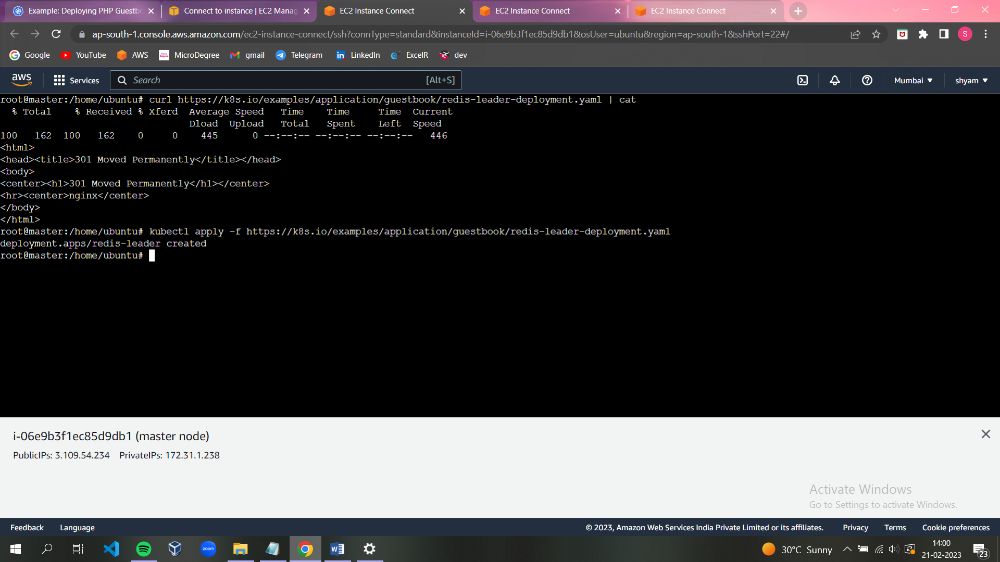 Example: Deploying PHP Guestb
Connect to instance | EC2 Manag
EC2 Instance Connect
EC2 Instance Connect
EC2 Instance Connect
ap-south-1.console.aws.amazon.com/ec2-instance-connect/ssh?connType=standard&instanceId=i-06e9b3f1ec85d9db1&osUser=ubuntu&region=ap-south-1&sshPort=22#/
S
Google YouTube AWS MicroDegree gmail Telegram LinkedIn ExcelR dev
aws Services Search [Alt+S] Mumbai shyam
root@master:/home/ubuntu# curl https://k8s.io/examples/application/guestbook/redis-leader-deployment.yaml | cat
% Total % Received % Xferd Average Speed Time Time Time Current
Dload Upload Total Spent Left Speed
100 162 100 162 0 0 445 0 --:--:-- --:--:-- --:--:-- 446
<html>
<head><title>301 Moved Permanently</title></head>
<body>
<center><h1>301 Moved Permanently</h1></center>
<hr><center>nginx</center>
</body>
</html>
root@master:/home/ubuntu# kubectl apply -f https://k8s.io/examples/application/guestbook/redis-leader-deployment.yaml
deployment.apps/redis-leader created
root@master:/home/ubuntu#
i-06e9b3f1ec85d9db1 (master node)
PublicIPs: 3.109.54.234 PrivateIPs: 172.31.1.238
Activate Windows
Go to Settings to activate Windows.
Feedback Language © 2023, Amazon Web Services India Private Limited or its affiliates. Privacy Terms Cookie preferences
zoom
30°C Sunny
14:00
21-02-2023
23